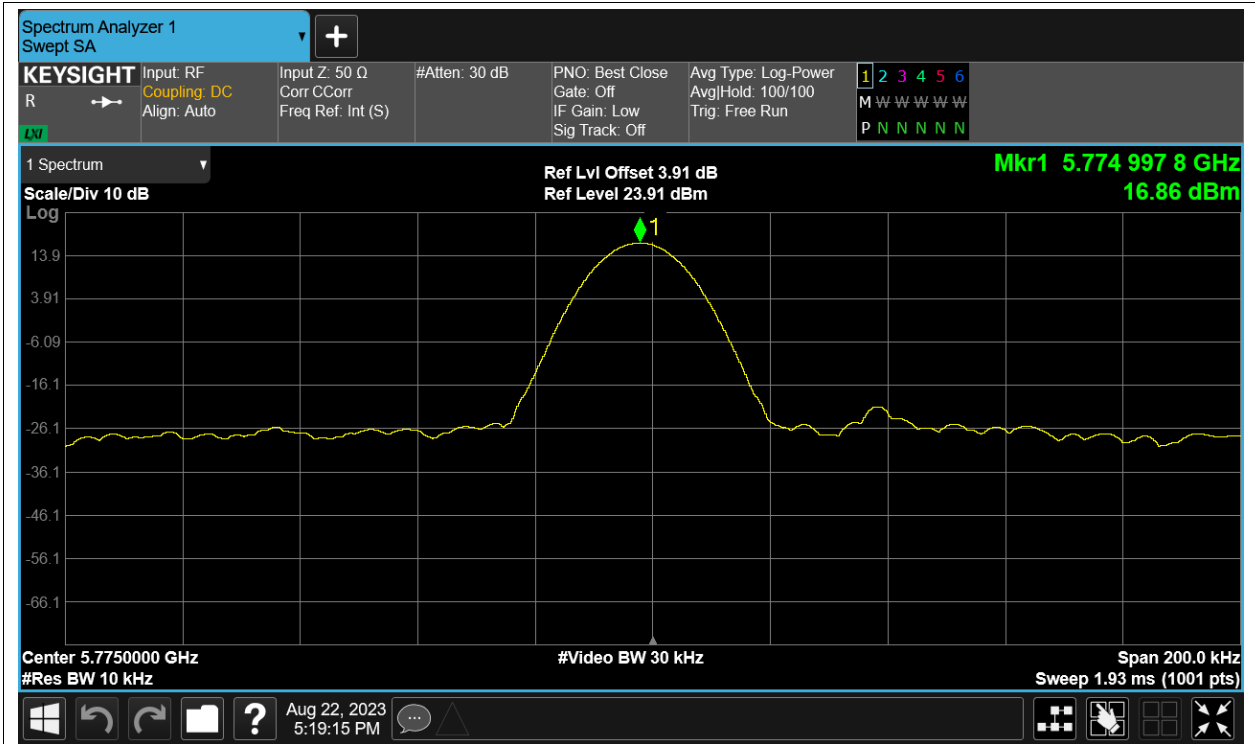 Spectrum Analyzer 1
Swept SA
+
KEYSIGHT
R
LXI
Input: RF
Coupling: DC
Align: Auto
Input Z: 50 Ω
Corr CCorr
Freq Ref: Int (S)
#Atten: 30 dB
PNO: Best Close
Gate: Off
IF Gain: Low
Sig Track: Off
Avg Type: Log-Power
Avg|Hold: 100/100
Trig: Free Run
1 2 3 4 5 6
M W W W W W
P N N N N N
1 Spectrum
Scale/Div 10 dB
Log
Ref Lvl Offset 3.91 dB
Ref Level 23.91 dBm
Mkr1 5.774 997 8 GHz
16.86 dBm
1
13.9
3.91
-6.09
-16.1
-26.1
-36.1
-46.1
-56.1
-66.1
Center 5.7750000 GHz
#Video BW 30 kHz
Span 200.0 kHz
#Res BW 10 kHz
Sweep 1.93 ms (1001 pts)
?
Aug 22, 2023
5:19:15 PM